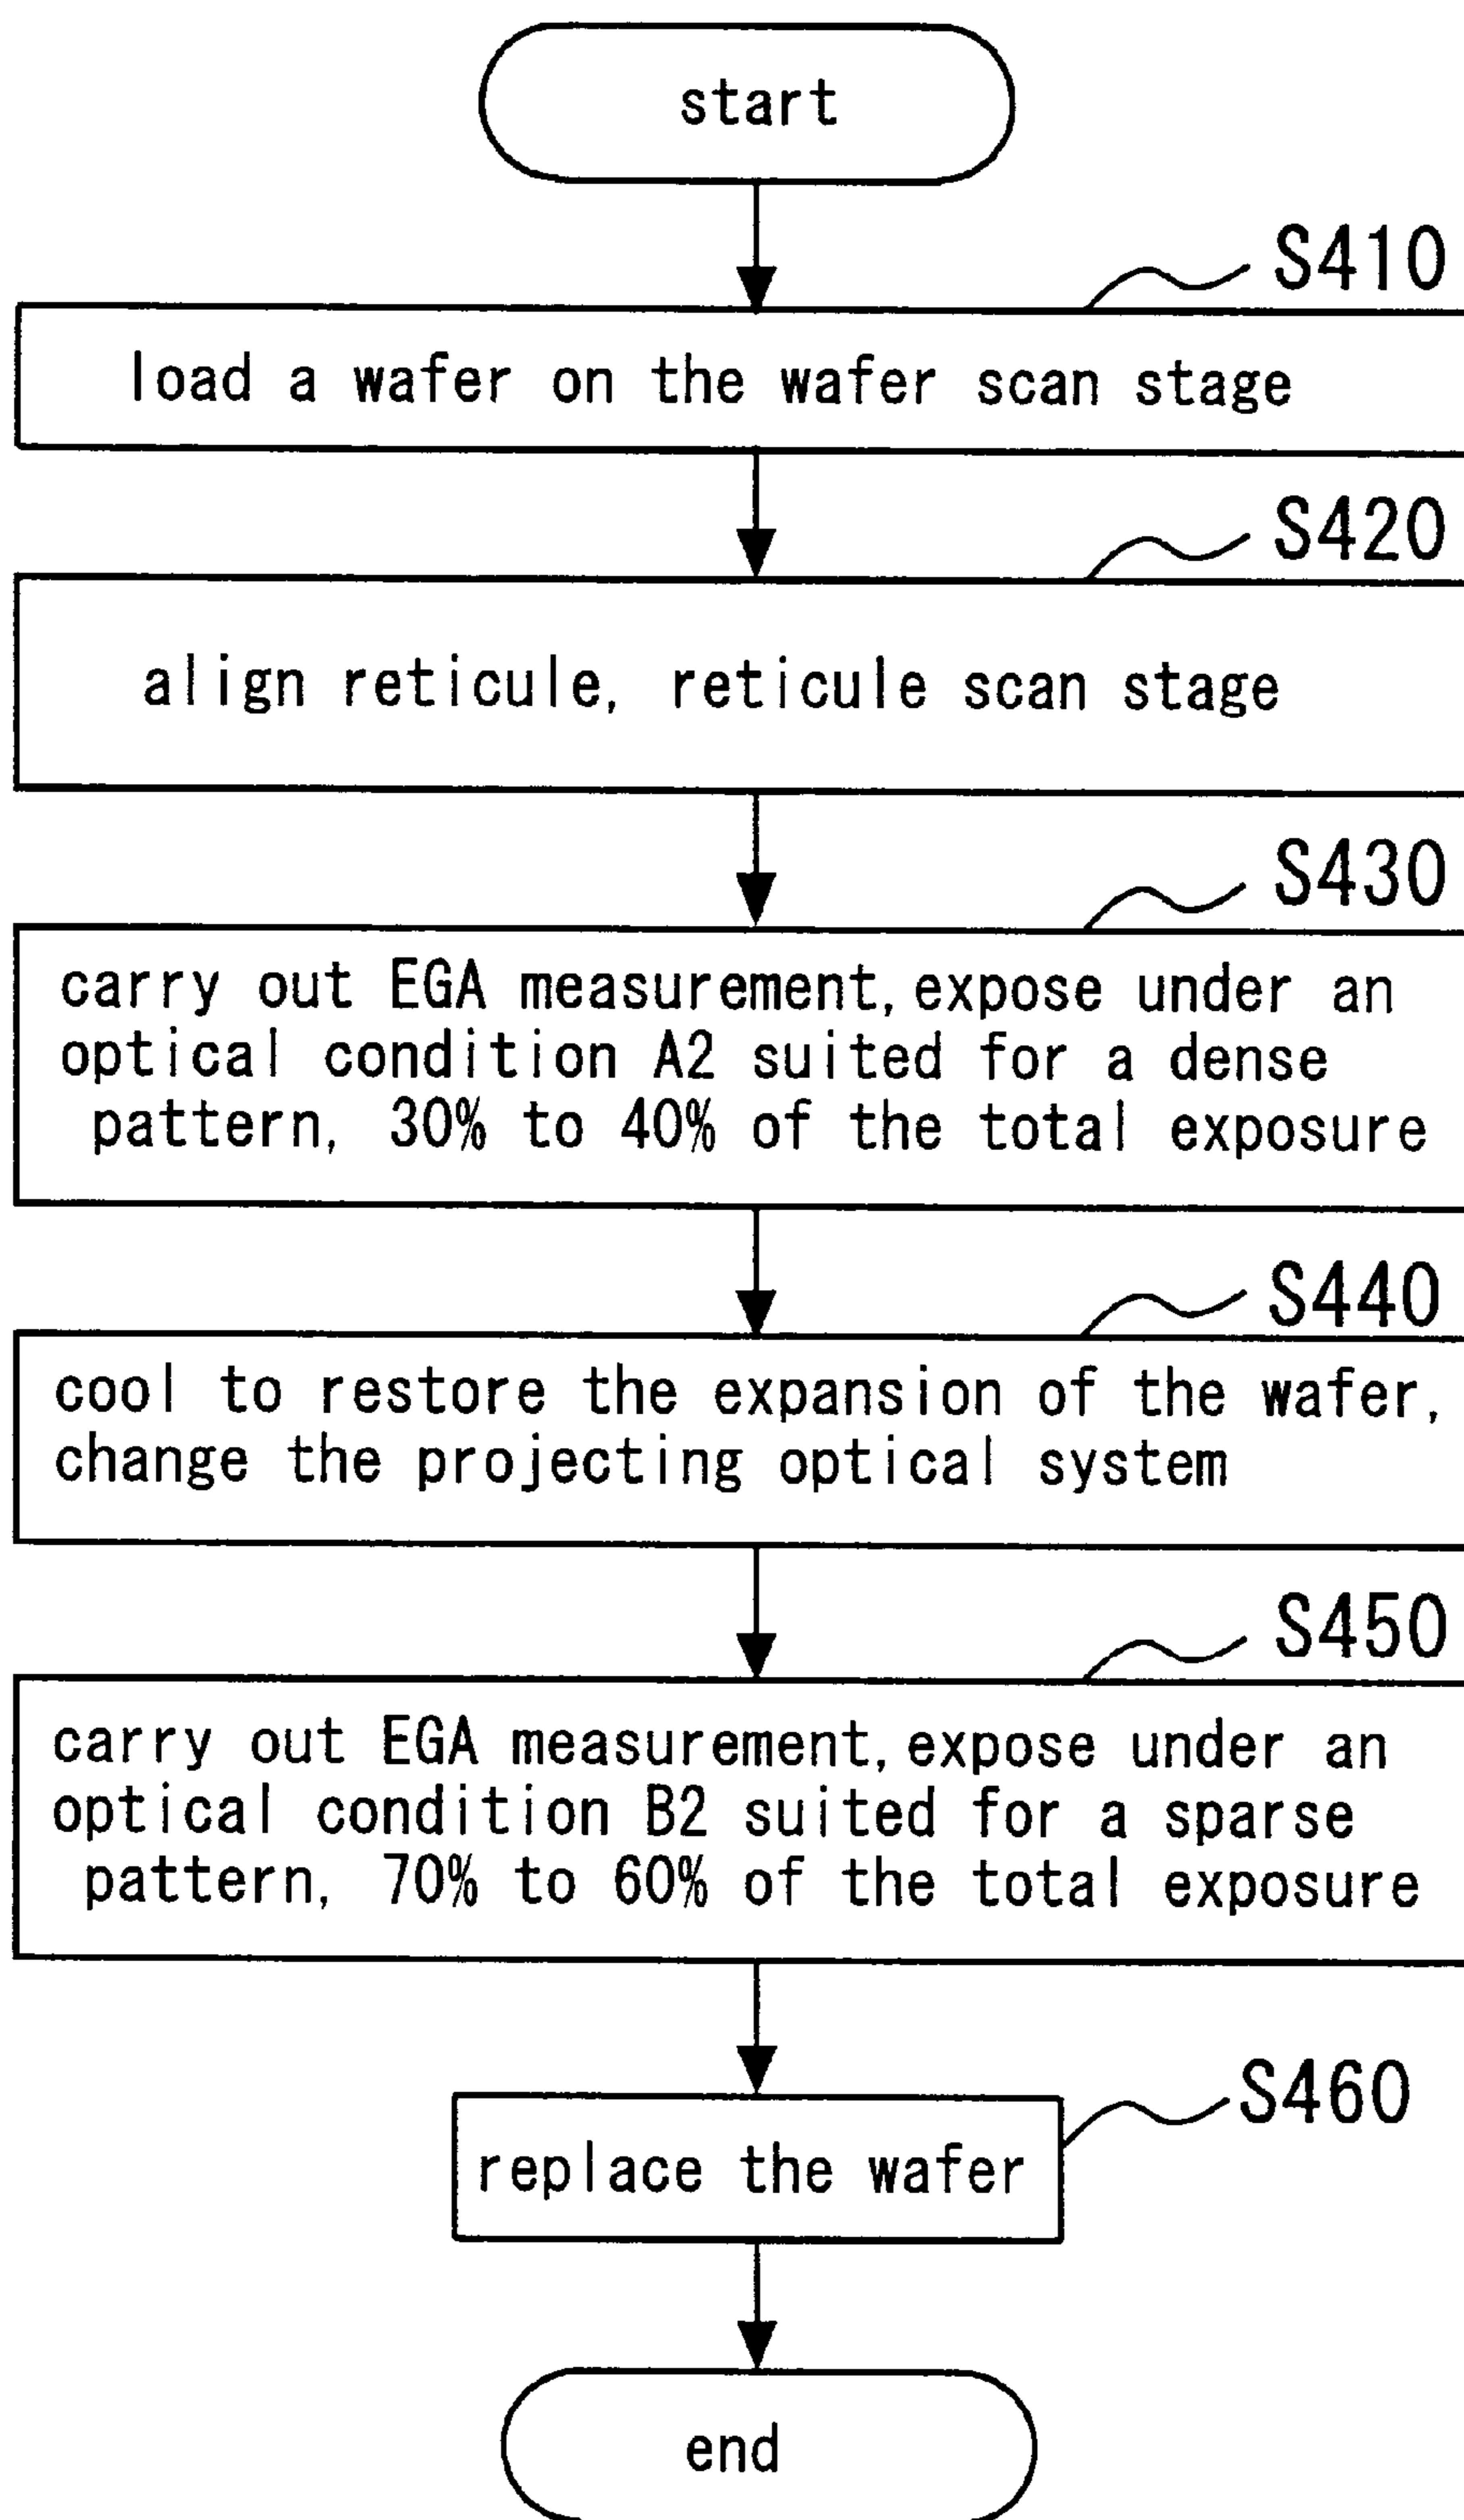 start
S410
load a wafer on the wafer scan stage
S420
align reticule, reticule scan stage
S430
carry out EGA measurement, expose under an
optical condition A2 suited for a dense
pattern, 30% to 40% of the total exposure
S440
cool to restore the expansion of the wafer,
change the projecting optical system
S450
carry out EGA measurement, expose under an
optical condition B2 suited for a sparse
pattern, 70% to 60% of the total exposure
S460
replace the wafer
end